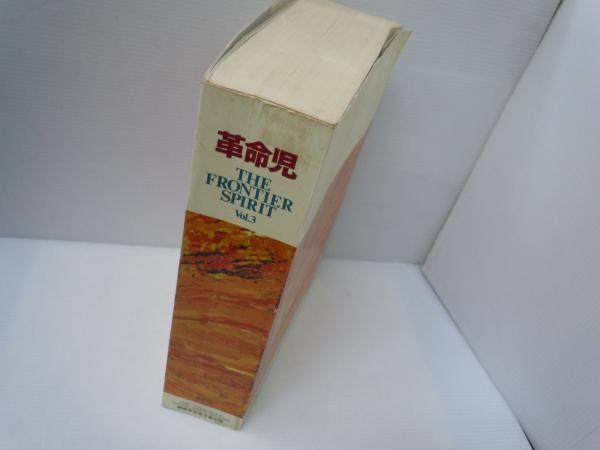 革命児
THE
FRONTIER
SPIRIT
Vol.3